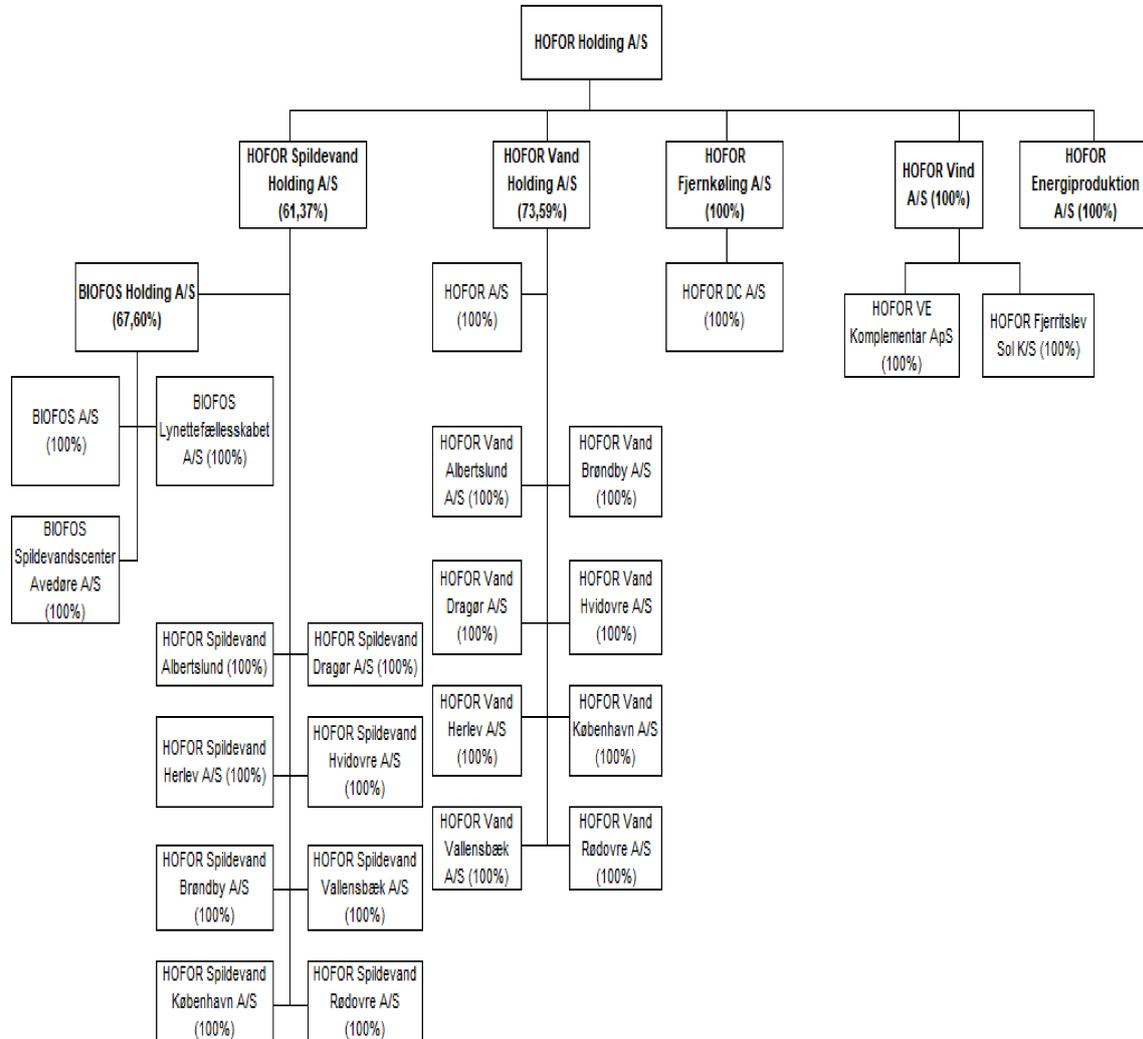 HOFOR Holding A/S
HOFOR Spildevand
Holding A/S
(61,37%)
HOFOR Vand
Holding A/S
(73,59%)
HOFOR
Fjernkøling A/S
(100%)
HOFOR Vind
A/S (100%)
HOFOR
Energiproduktion
A/S (100%)
BIOFOS Holding A/S
(67,60%)
HOFOR A/S
(100%)
HOFOR DC A/S
(100%)
HOFOR VE
Komplementar ApS
(100%)
HOFOR Fjerritslev
Sol K/S (100%)
BIOFOS A/S
(100%)
BIOFOS
Lynettefællesskabet
A/S (100%)
BIOFOS
Spildevandscenter
Avedøre A/S
(100%)
HOFOR Vand
Albertslund
A/S (100%)
HOFOR Vand
Brøndby A/S
(100%)
HOFOR Vand
Dragør A/S
(100%)
HOFOR Vand
Hvidovre A/S
(100%)
HOFOR Vand
Herlev A/S
(100%)
HOFOR Vand
København A/S
(100%)
HOFOR Vand
Vallensbæk
A/S (100%)
HOFOR Vand
Rødovre A/S
(100%)
HOFOR Spildevand
Albertslund (100%)
HOFOR Spildevand
Dragør A/S (100%)
HOFOR Spildevand
Herlev A/S (100%)
HOFOR Spildevand
Hvidovre A/S
(100%)
HOFOR Spildevand
Brøndby A/S
(100%)
HOFOR Spildevand
Vallensbæk A/S
(100%)
HOFOR Spildevand
København A/S
(100%)
HOFOR Spildevand
Rødovre A/S
(100%)